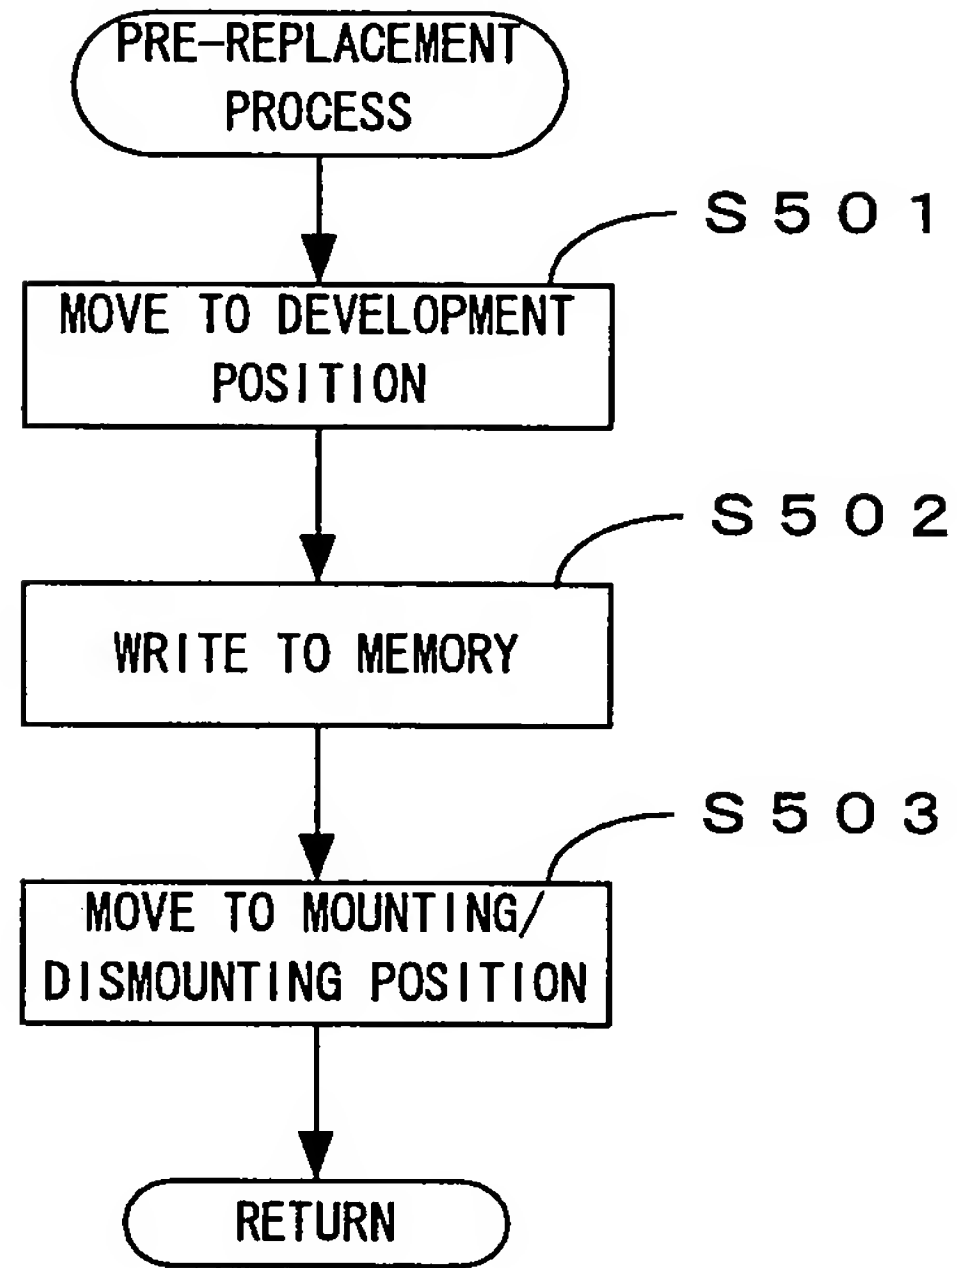 PRE-REPLACEMENT
PROCESS
S501
MOVE TO DEVELOPMENT
POSITION
S502
WRITE TO MEMORY
S503
MOVE TO MOUNTING/
DISMOUNTING POSITION
RETURN